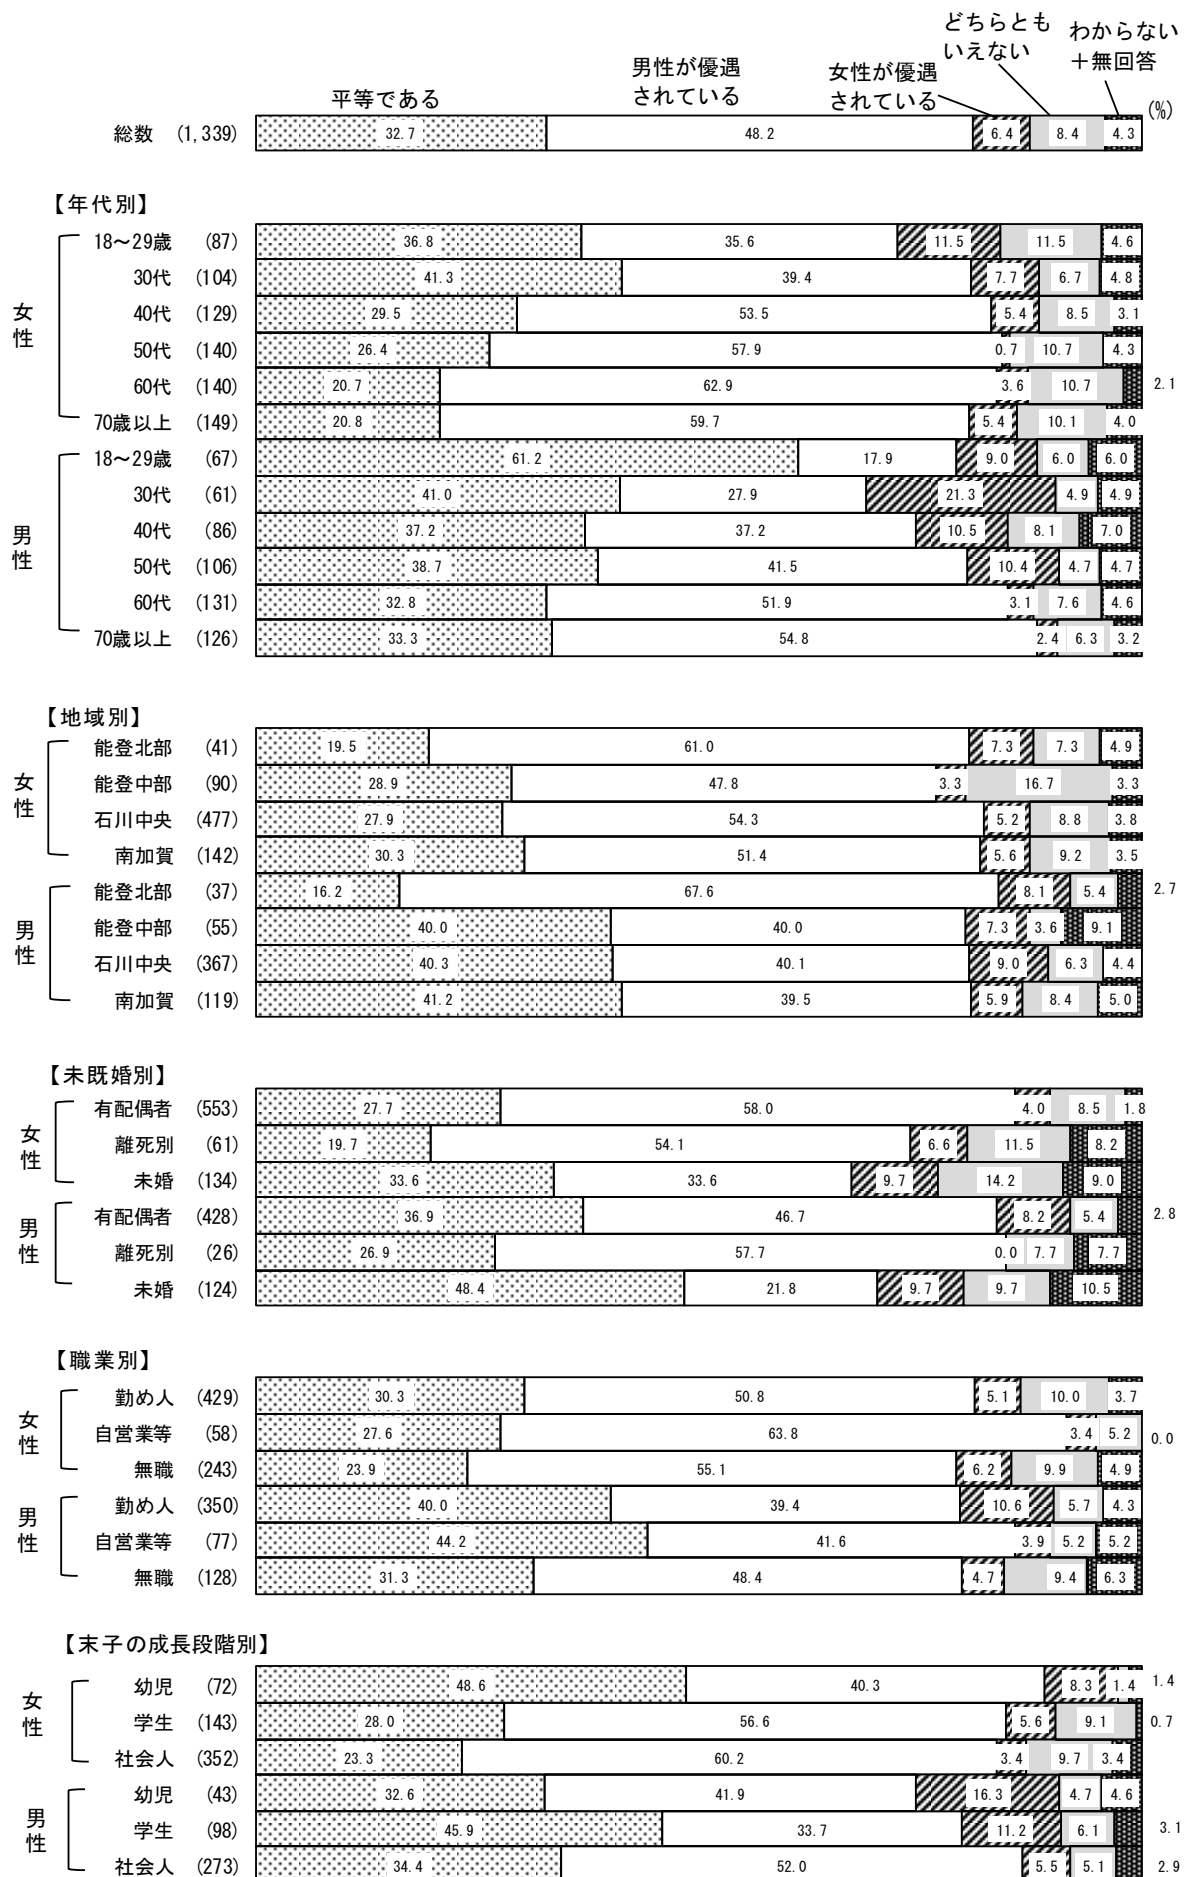 どちらとも
いえない
わからない
＋無回答
男性が優遇
されている
女性が優遇
されている
平等である
(%)
総数 (1,339) 32.7 48.2 6.4 8.4 4.3
【年代別】
女性
18～29歳 (87) 36.8 35.6 11.5 11.5 4.6
30代 (104) 41.3 39.4 7.7 6.7 4.8
40代 (129) 29.5 53.5 5.4 8.5 3.1
50代 (140) 26.4 57.9 0.7 10.7 4.3
60代 (140) 20.7 62.9 3.6 10.7 2.1
70歳以上 (149) 20.8 59.7 5.4 10.1 4.0
男性
18～29歳 (67) 61.2 17.9 9.0 6.0 6.0
30代 (61) 41.0 27.9 21.3 4.9 4.9
40代 (86) 37.2 37.2 10.5 8.1 7.0
50代 (106) 38.7 41.5 10.4 4.7 4.7
60代 (131) 32.8 51.9 3.1 7.6 4.6
70歳以上 (126) 33.3 54.8 2.4 6.3 3.2
【地域別】
女性
能登北部 (41) 19.5 61.0 7.3 7.3 4.9
能登中部 (90) 28.9 47.8 3.3 16.7 3.3
石川中央 (477) 27.9 54.3 5.2 8.8 3.8
南加賀 (142) 30.3 51.4 5.6 9.2 3.5
男性
能登北部 (37) 16.2 67.6 8.1 5.4 2.7
能登中部 (55) 40.0 40.0 7.3 3.6 9.1
石川中央 (367) 40.3 40.1 9.0 6.3 4.4
南加賀 (119) 41.2 39.5 5.9 8.4 5.0
【未既婚別】
女性
有配偶者 (553) 27.7 58.0 4.0 8.5 1.8
離死別 (61) 19.7 54.1 6.6 11.5 8.2
未婚 (134) 33.6 33.6 9.7 14.2 9.0
男性
有配偶者 (428) 36.9 46.7 8.2 5.4 2.8
離死別 (26) 26.9 57.7 0.0 7.7 7.7
未婚 (124) 48.4 21.8 9.7 9.7 10.5
【職業別】
女性
勤め人 (429) 30.3 50.8 5.1 10.0 3.7
自営業等 (58) 27.6 63.8 3.4 5.2 0.0
無職 (243) 23.9 55.1 6.2 9.9 4.9
男性
勤め人 (350) 40.0 39.4 10.6 5.7 4.3
自営業等 (77) 44.2 41.6 3.9 5.2 5.2
無職 (128) 31.3 48.4 4.7 9.4 6.3
【末子の成長段階別】
女性
幼児 (72) 48.6 40.3 8.3 1.4 1.4
学生 (143) 28.0 56.6 5.6 9.1 0.7
社会人 (352) 23.3 60.2 3.4 9.7 3.4
男性
幼児 (43) 32.6 41.9 16.3 4.7 4.6
学生 (98) 45.9 33.7 11.2 6.1 3.1
社会人 (273) 34.4 52.0 5.5 5.1 2.9